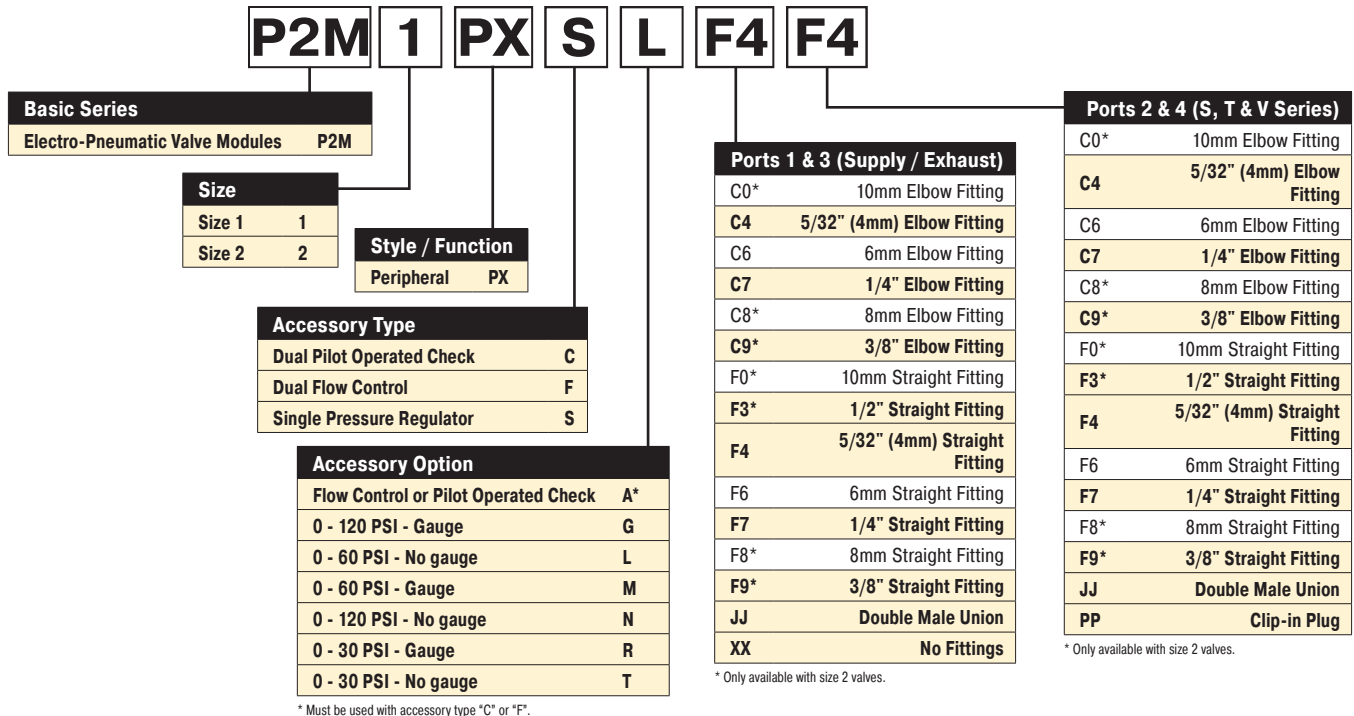 P2M 1 PX S L F4 F4
Basic Series
Electro-Pneumatic Valve Modules P2M
Size
Size 1 1
Size 2 2
Style / Function
Peripheral PX
Accessory Type
Dual Pilot Operated Check C
Dual Flow Control F
Single Pressure Regulator S
Accessory Option
Flow Control or Pilot Operated Check A*
0 - 120 PSI - Gauge G
0 - 60 PSI - No gauge L
0 - 60 PSI - Gauge M
0 - 120 PSI - No gauge N
0 - 30 PSI - Gauge R
0 - 30 PSI - No gauge T
* Must be used with accessory type “C” or “F”.
Ports 1 & 3 (Supply / Exhaust)
C0* 10mm Elbow Fitting
C4 5/32" (4mm) Elbow Fitting
C6 6mm Elbow Fitting
C7 1/4" Elbow Fitting
C8* 8mm Elbow Fitting
C9* 3/8" Elbow Fitting
F0* 10mm Straight Fitting
F3* 1/2" Straight Fitting
F4 5/32" (4mm) Straight
Fitting
F6 6mm Straight Fitting
F7 1/4" Straight Fitting
F8* 8mm Straight Fitting
F9* 3/8" Straight Fitting
JJ Double Male Union
XX No Fittings
* Only available with size 2 valves.
Ports 2 & 4 (S, T & V Series)
C0* 10mm Elbow Fitting
C4 5/32" (4mm) Elbow
Fitting
C6 6mm Elbow Fitting
C7 1/4" Elbow Fitting
C8* 8mm Elbow Fitting
C9* 3/8" Elbow Fitting
F0* 10mm Straight Fitting
F3* 1/2" Straight Fitting
F4 5/32" (4mm) Straight
Fitting
F6 6mm Straight Fitting
F7 1/4" Straight Fitting
F8* 8mm Straight Fitting
F9* 3/8" Straight Fitting
JJ Double Male Union
PP Clip-in Plug
* Only available with size 2 valves.